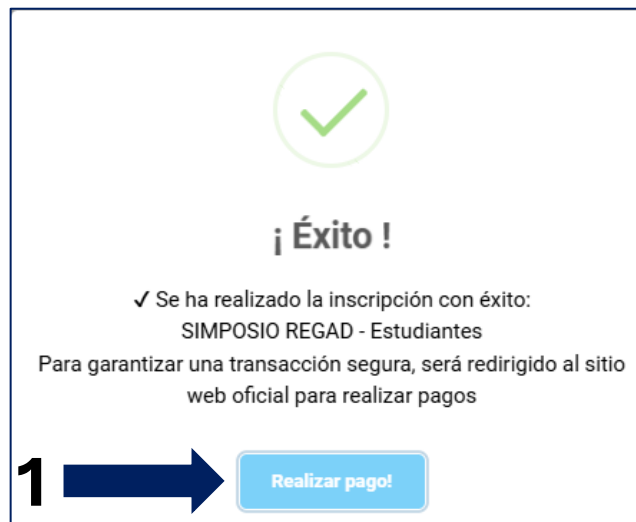 ¡ Éxito !
✓ Se ha realizado la inscripción con éxito:
SIMPOSIO REGAD - Estudiantes
Para garantizar una transacción segura, será redirigido al sitio
web oficial para realizar pagos
1
Realizar pago!